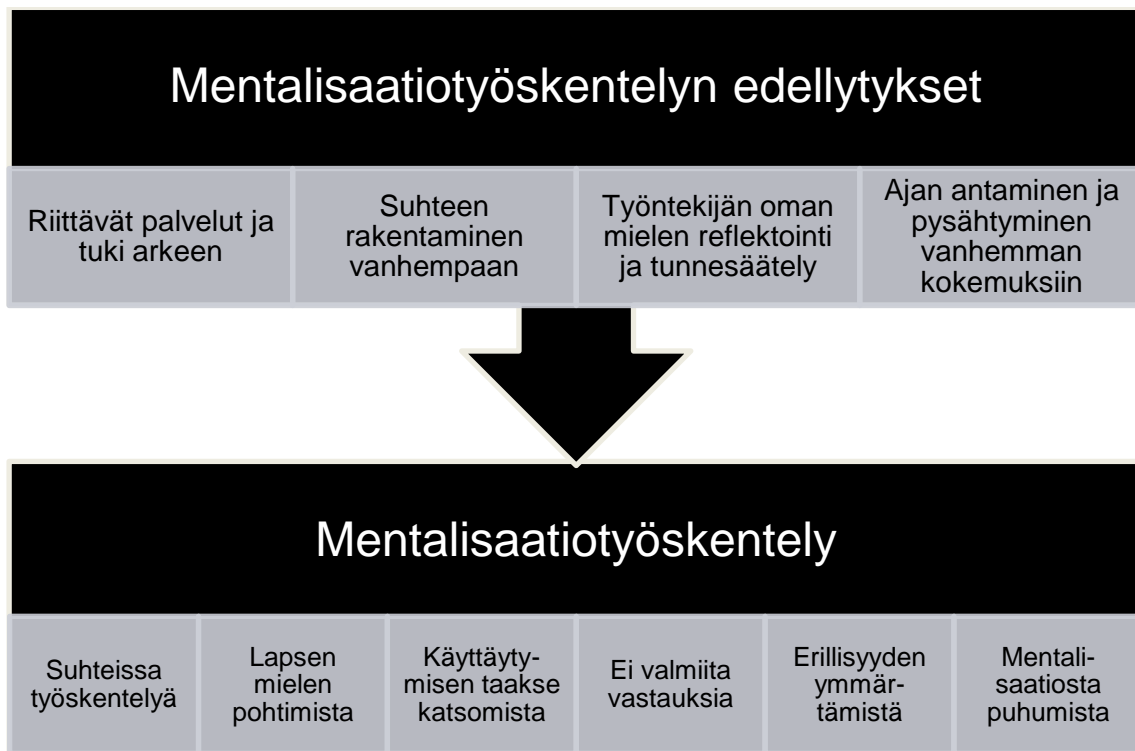 Mentalisaatiotyöskentelyn edellytykset
Riittävät palvelut ja
tuki arkeen
Suhteen
rakentaminen
vanhempaan
Työntekijän oman
mielen reflektointi
ja tunnesäätely
Ajan antaminen ja
pysähtyminen
vanhemman
kokemuksiin
Mentalisaatiotyöskentely
Suhteissa
työskentelyä
Lapsen
mielen
pohtimista
Käyttäyty-
misen taakse
katsomista
Ei valmiita
vastauksia
Erillisyyden
ymmär-
tämistä
Mentali-
saatiosta
puhumista